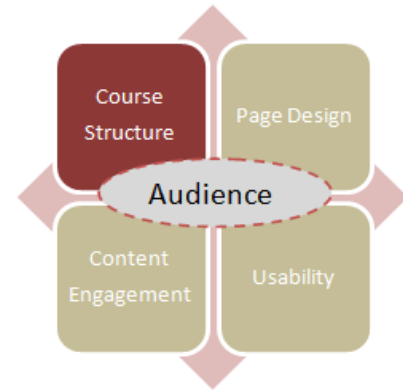 Course
Structure
Page Design
Audience
Content
Engagement
Usability